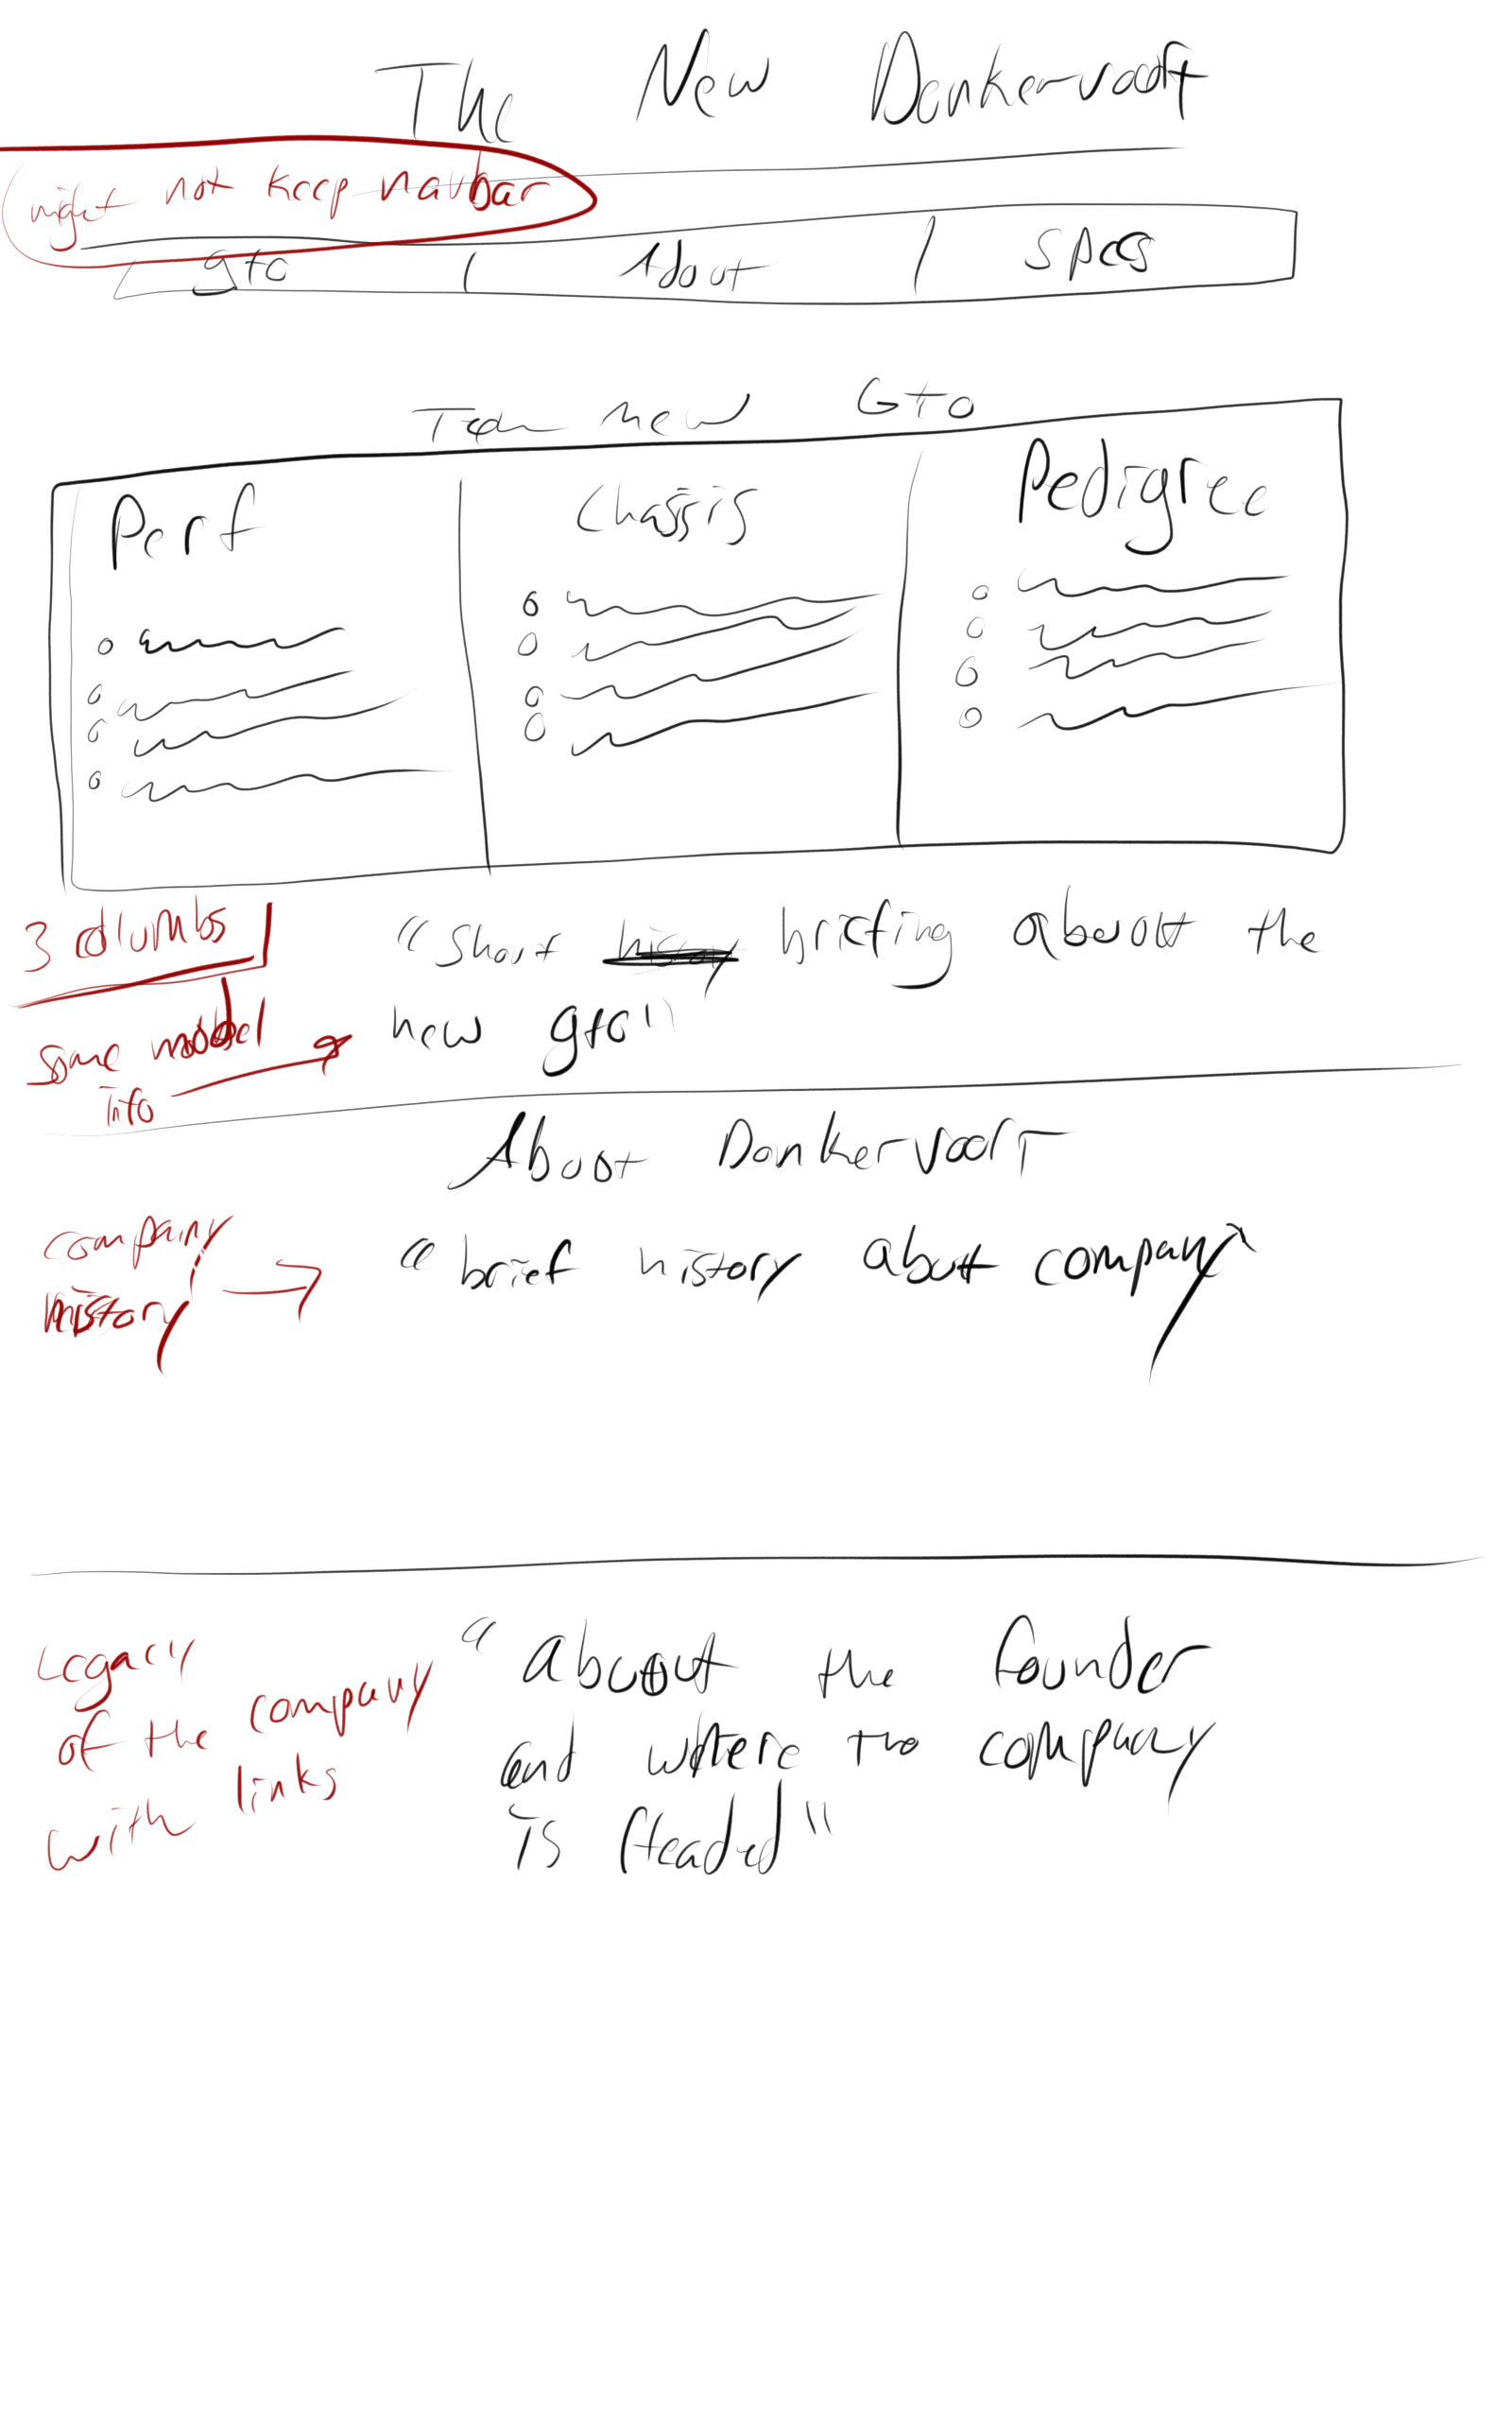 The New Donkervoort
might not keep navbar
gto | About | Specs
new Gto
Perf
Chassis
Pedigree
3 columbs
"Short history briefing about the
new gto"
some model
info
About Donkervoort
company
history
"brief history about company"
Legacy
of the company
with links
"about the founder
and where the company
is Headed"